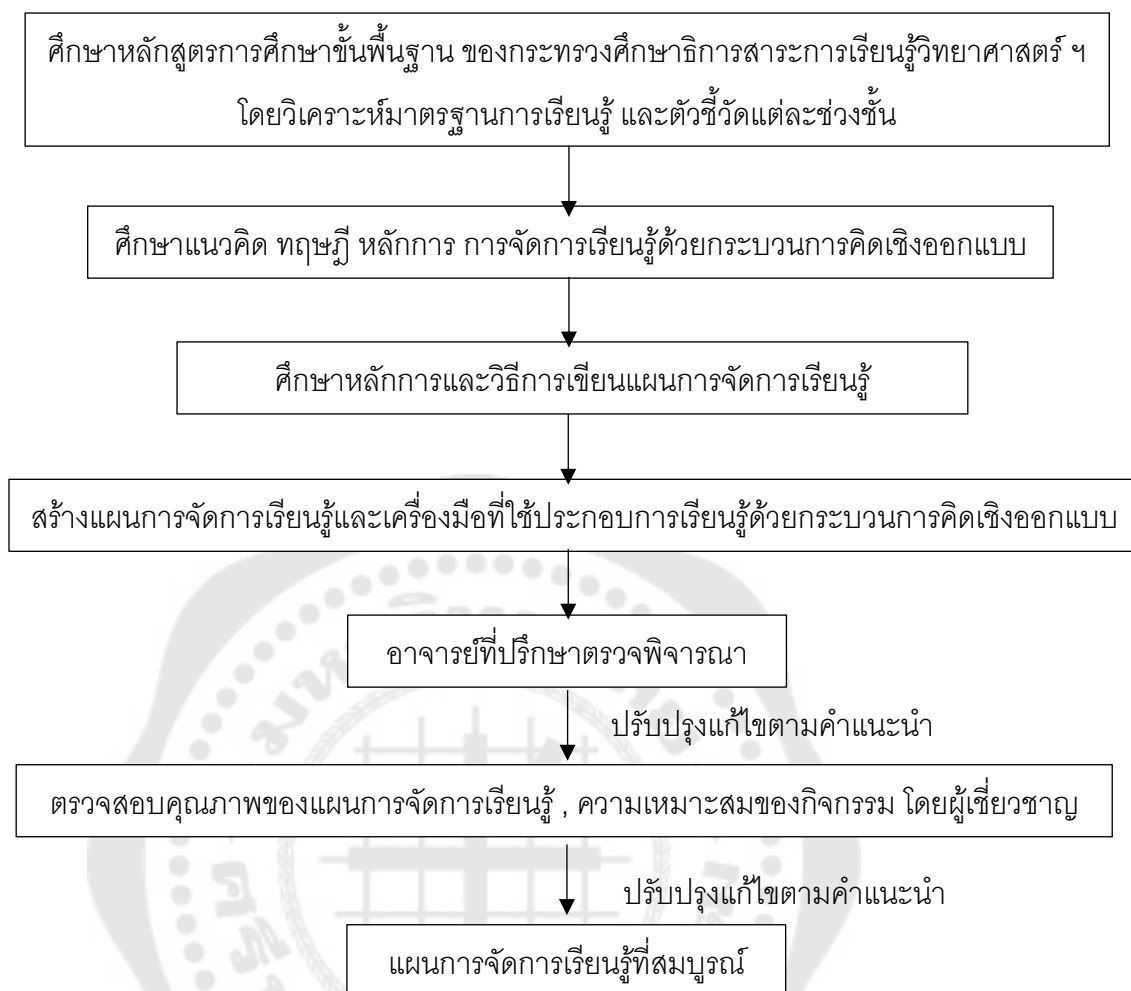 ศึกษาหลักสูตรการศึกษาขั้นพื้นฐาน ของกระทรวงศึกษาธิการสาระการเรียนรู้วิทยาศาสตร์ ฯ
โดยวิเคราะห์มาตรฐานการเรียนรู้ และตัวชี้วัดแต่ละช่วงชั้น
ศึกษาแนวคิด ทฤษฎี หลักการ การจัดการเรียนรู้ด้วยกระบวนการคิดเชิงออกแบบ
ศึกษาหลักการและวิธีการเขียนแผนการจัดการเรียนรู้
สร้างแผนการจัดการเรียนรู้และเครื่องมือที่ใช้ประกอบการเรียนรู้ด้วยกระบวนการคิดเชิงออกแบบ
อาจารย์ที่ปรึกษาตรวจพิจารณา
ปรับปรุงแก้ไขตามคำแนะนำ
ตรวจสอบคุณภาพของแผนการจัดการเรียนรู้ , ความเหมาะสมของกิจกรรม โดยผู้เชี่ยวชาญ
ปรับปรุงแก้ไขตามคำแนะนำ
แผนการจัดการเรียนรู้ที่สมบูรณ์